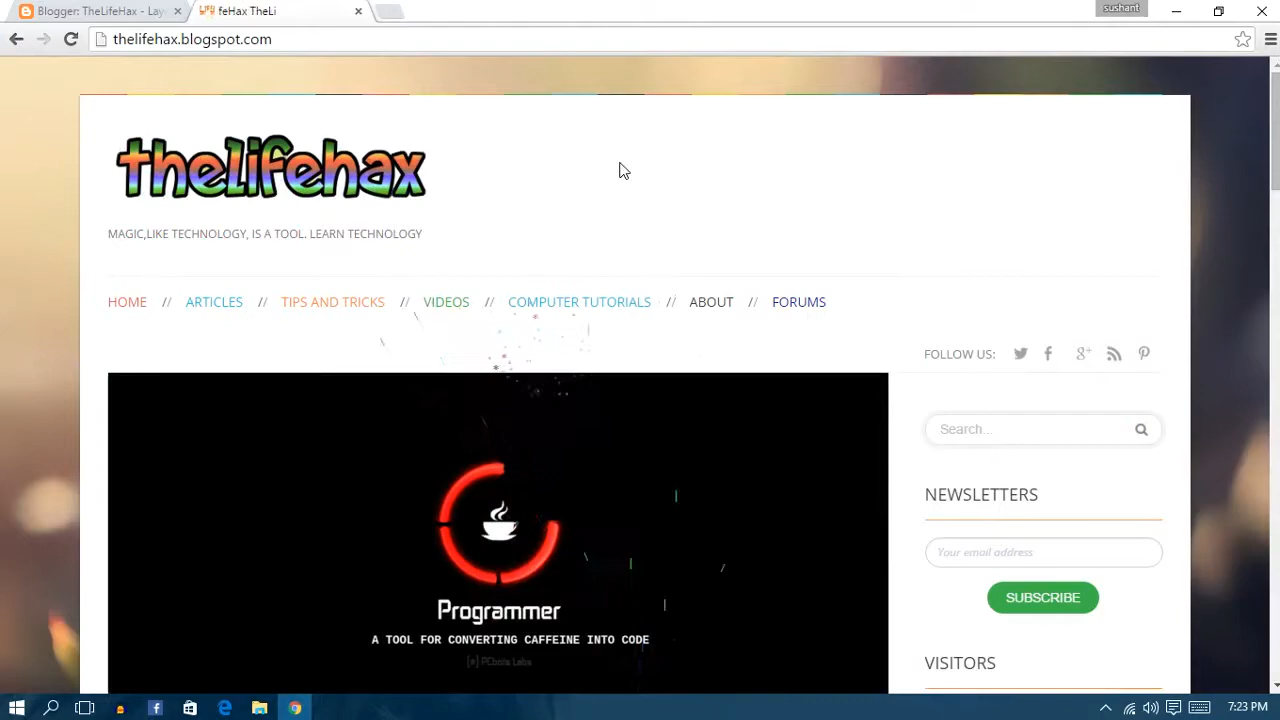 Blogger: TheLifeHax - Lay
feHax TheLi
sushant
thelifehax.blogspot.com
thelifehax
MAGIC,LIKE TECHNOLOGY, IS A TOOL. LEARN TECHNOLOGY
HOME // ARTICLES // TIPS AND TRICKS // VIDEOS // COMPUTER TUTORIALS // ABOUT // FORUMS
FOLLOW US:
Search...
NEWSLETTERS
Your email address
SUBSCRIBE
VISITORS
Programmer
A TOOL FOR CONVERTING CAFFEINE INTO CODE
[*] PCbots Labs
7:23 PM